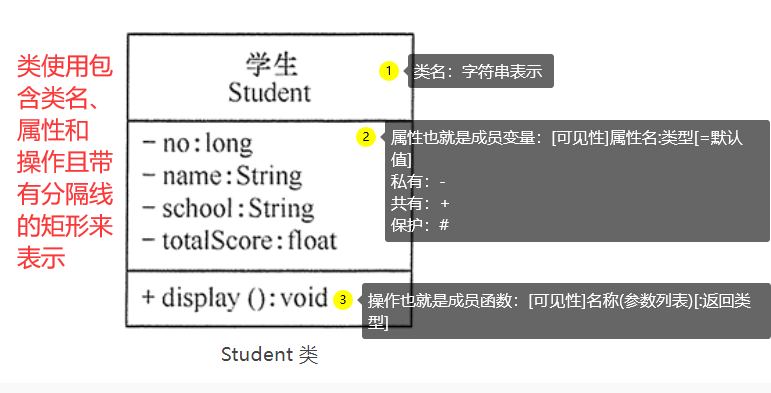 类使用包
含类名、
属性和
操作且带
有分隔线
的矩形来
表示
学生
Student
1 类名：字符串表示
- no:long
- name:String
- school:String
- totalScore:float
2 属性也就是成员变量：[可见性]属性名:类型[=默认
值]
私有：-
共有：+
保护：#
+ display ():void
3 操作也就是成员函数：[可见性]名称(参数列表)[:返回类
型]
Student 类